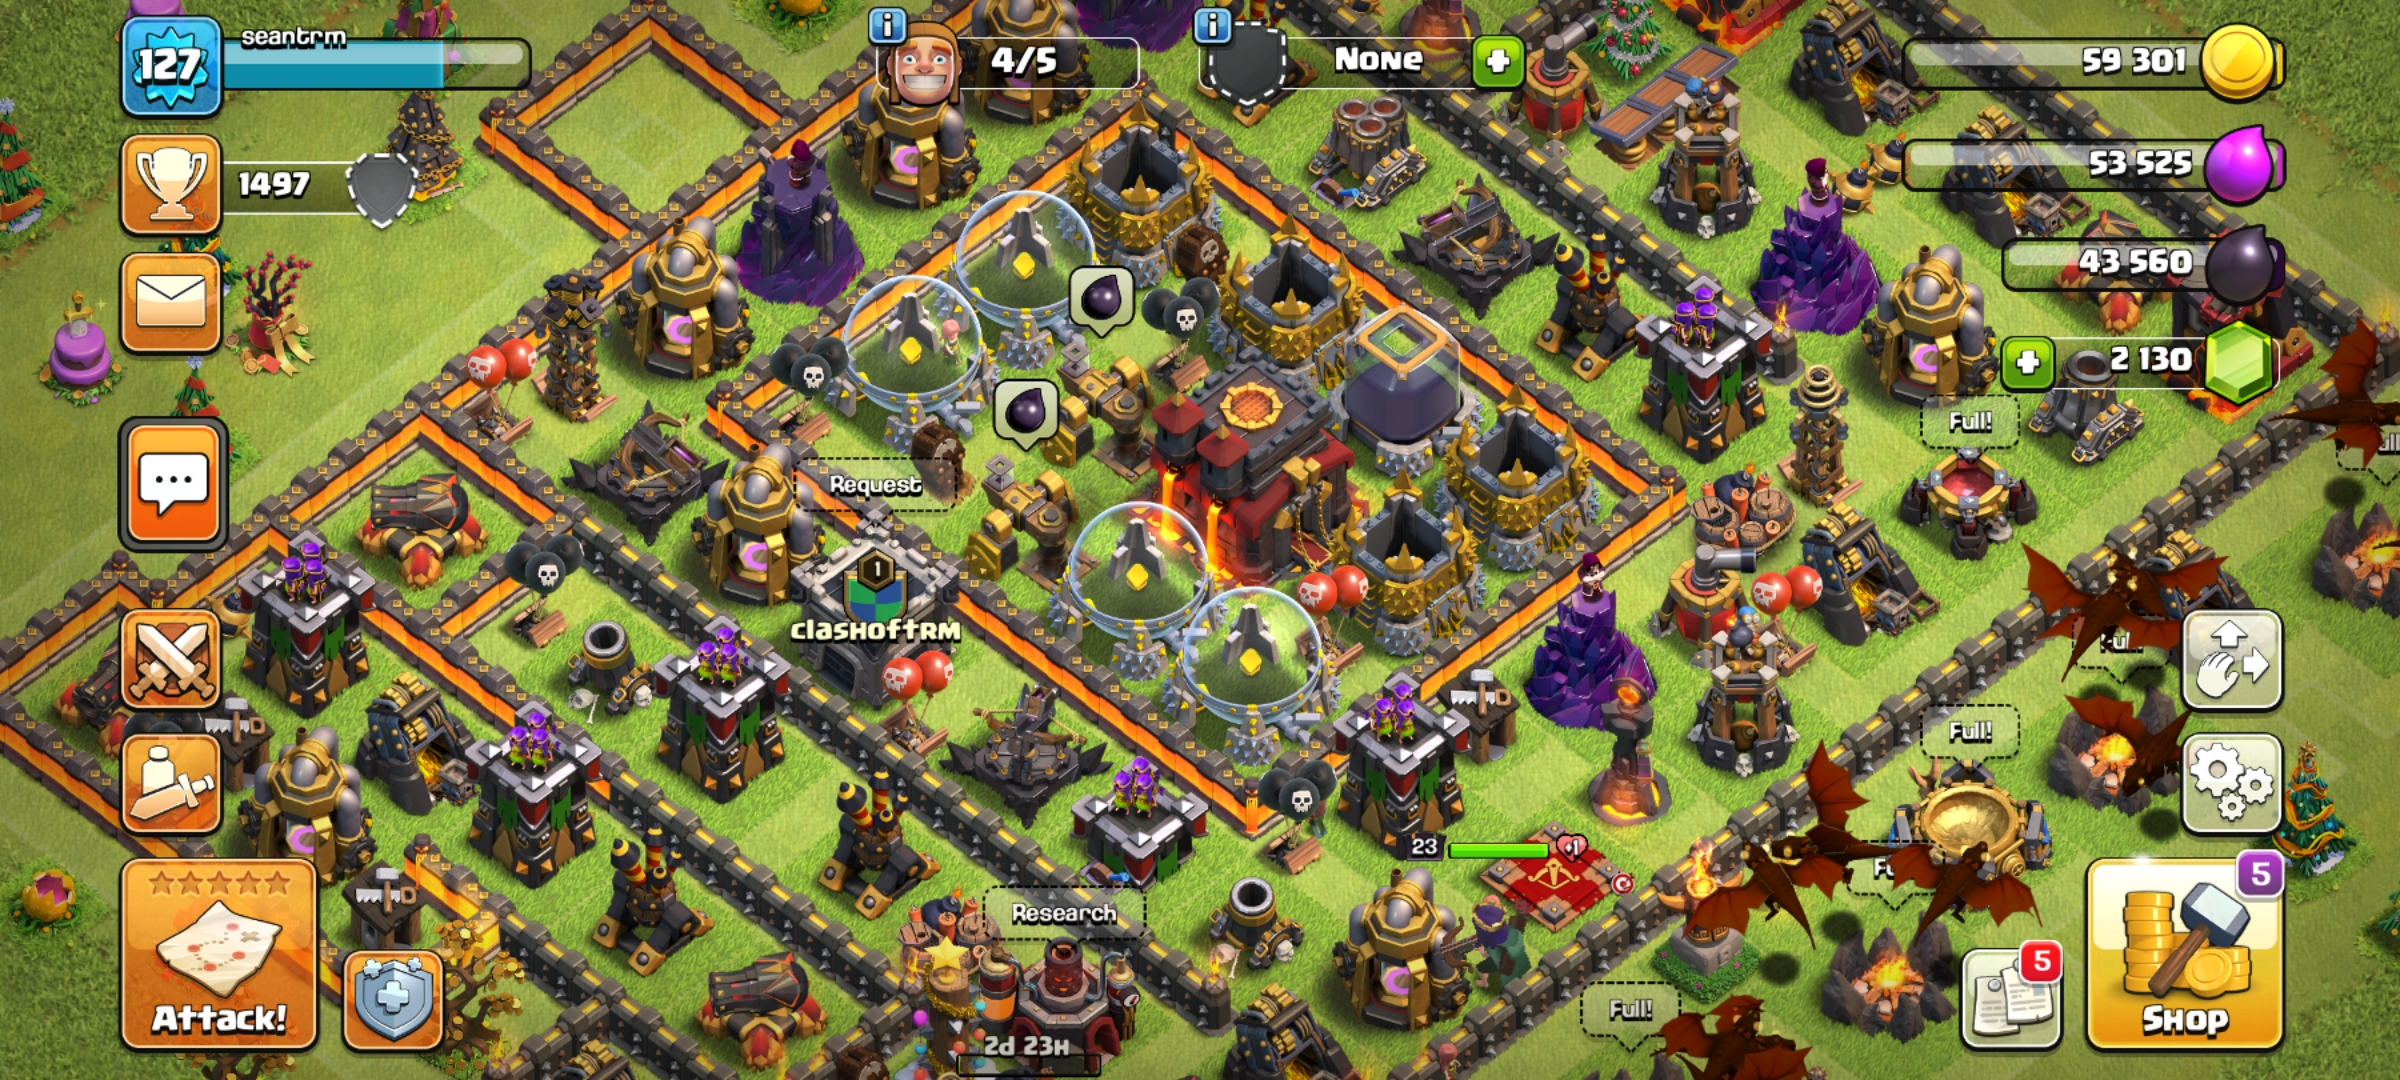 127
seantrm
4/5
None
59 301
1497
53 525
43 560
2 130
Full!
Request
1
clashofTRM
Full!
23
+1
5
Research
Full!
5
Attack!
2d 23H
Shop